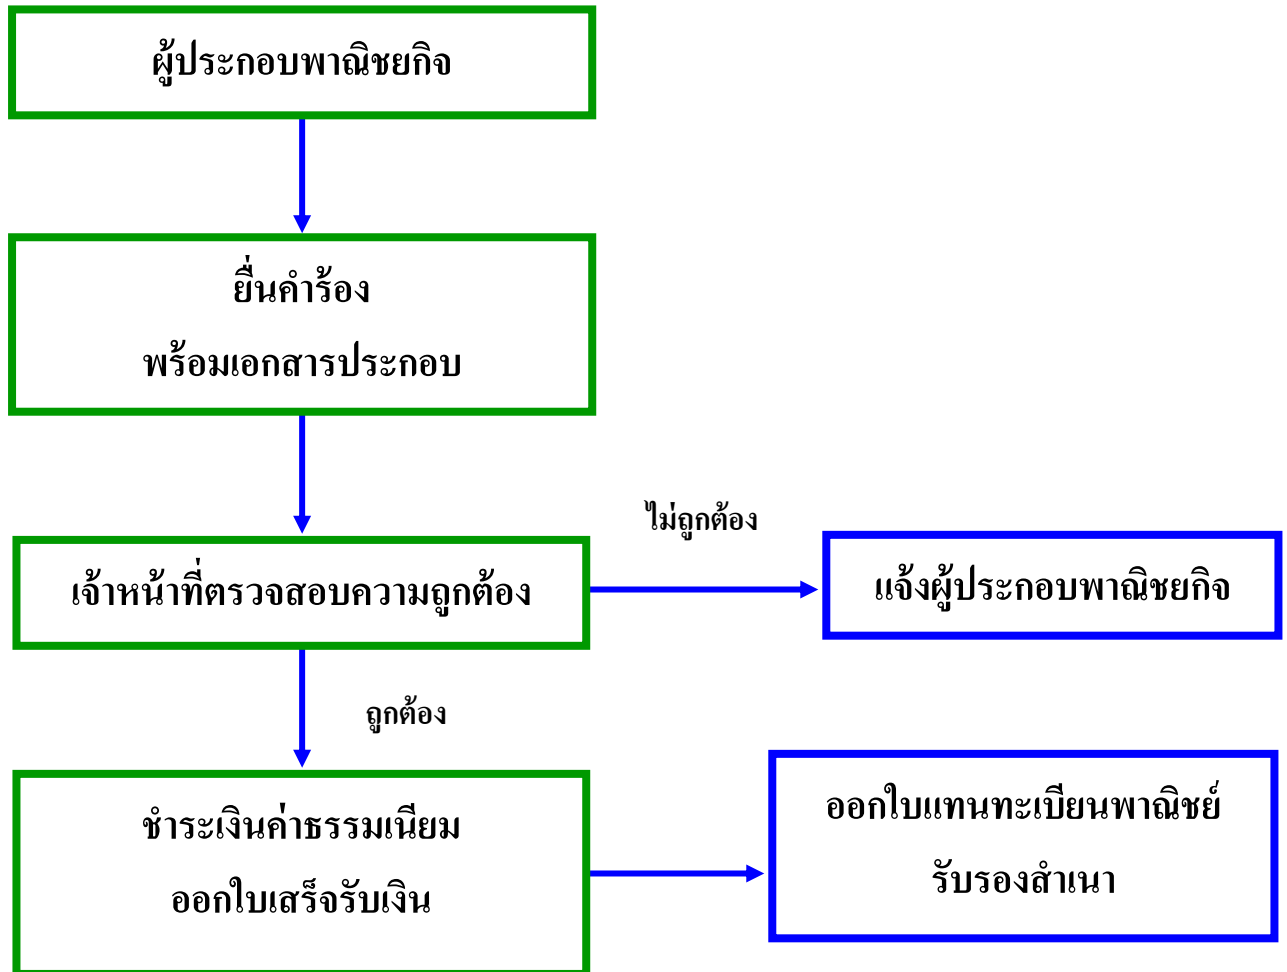 ผู้ประกอบพาณิชยกิจ
ยื่นคำร้อง
พร้อมเอกสารประกอบ
ไม่ถูกต้อง
เจ้าหน้าที่ตรวจสอบความถูกต้อง
แจ้งผู้ประกอบพาณิชยกิจ
ถูกต้อง
ชำระเงินค่าธรรมเนียม
ออกใบเสร็จรับเงิน
ออกใบแทนทะเบียนพาณิชย์
รับรองสำเนา